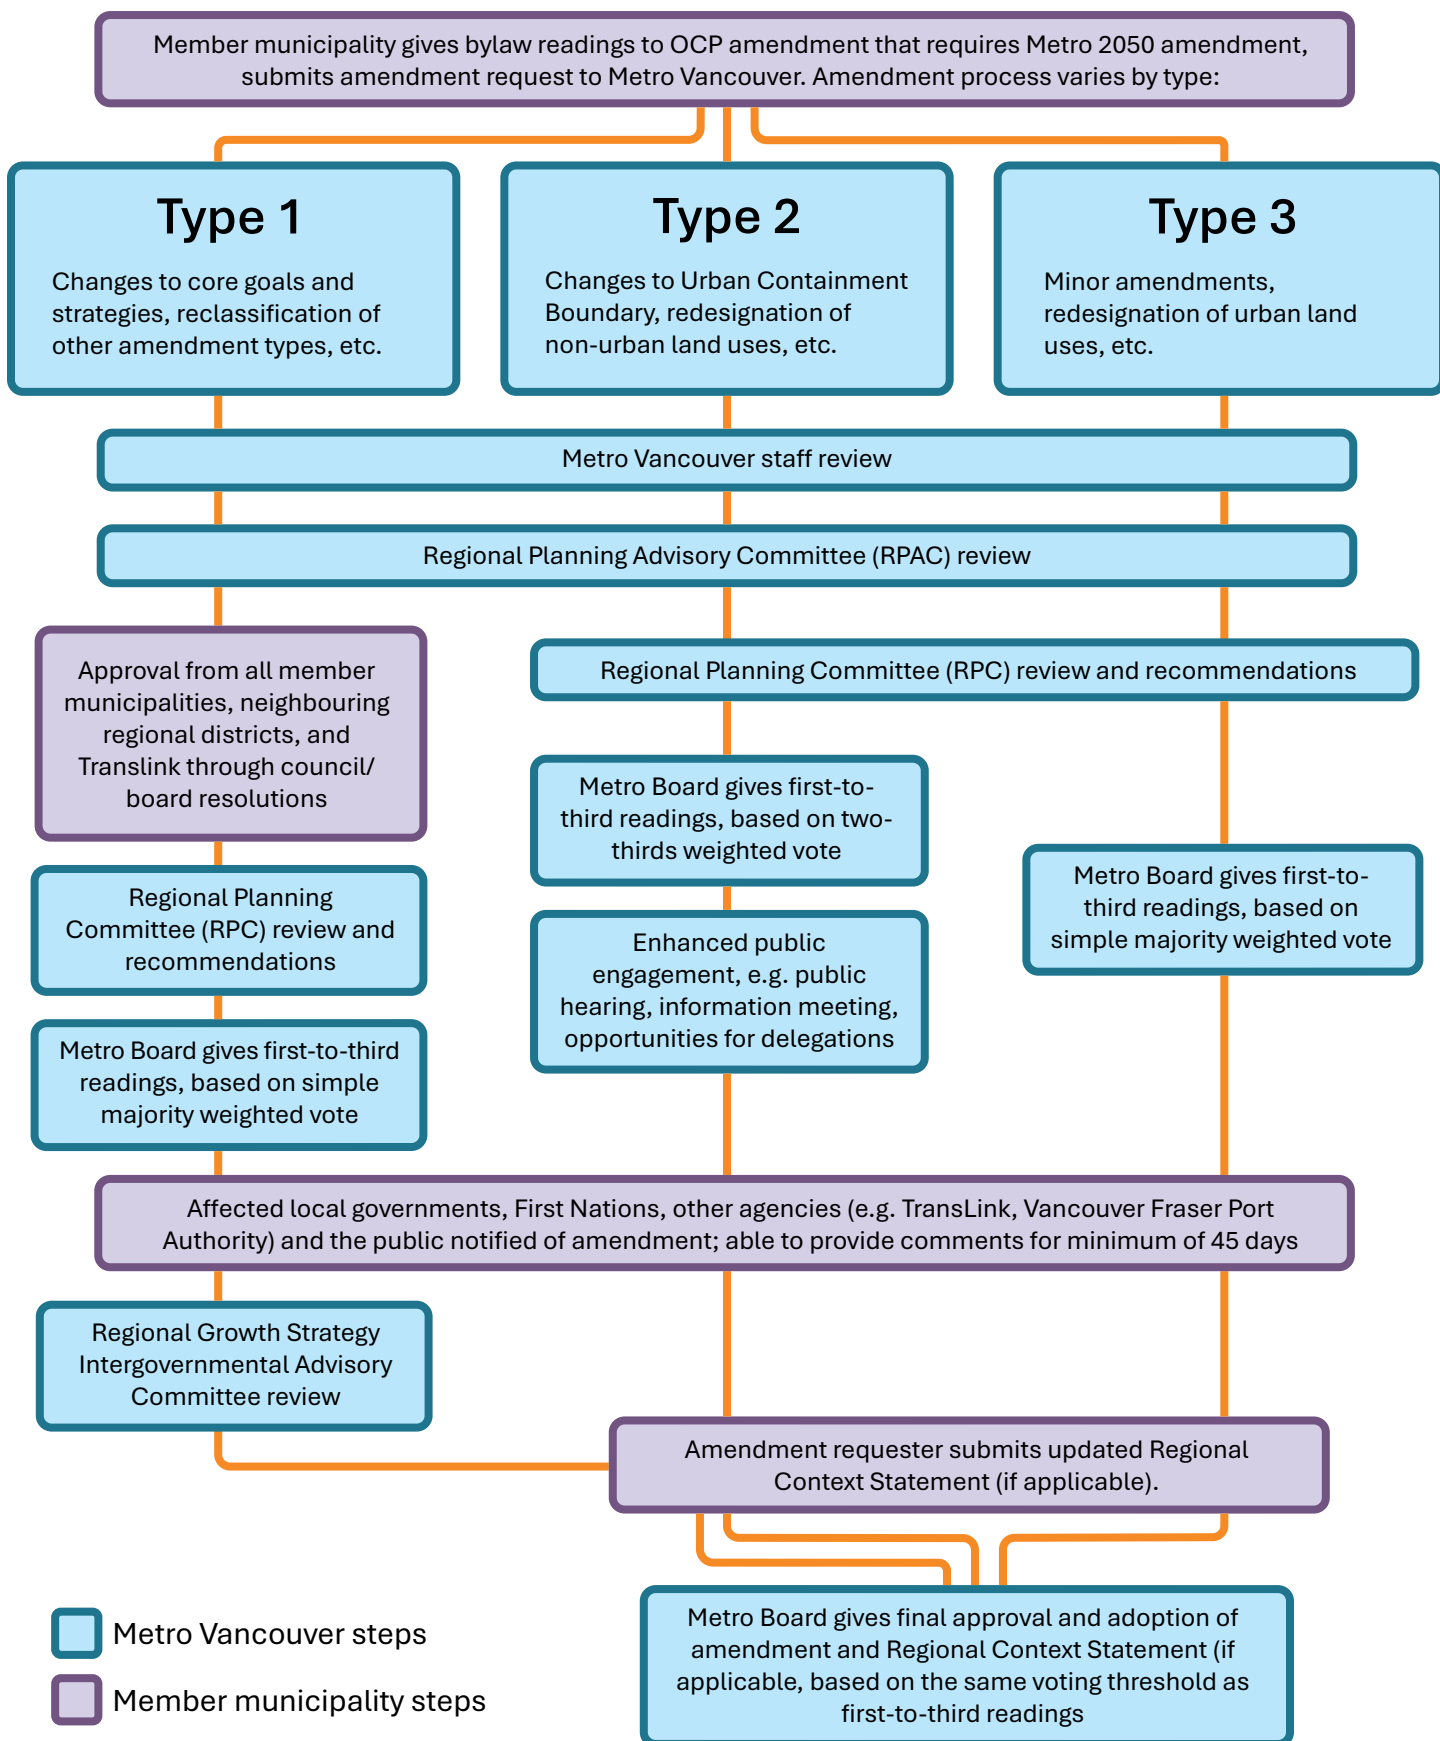 Member municipality gives bylaw readings to OCP amendment that requires Metro 2050 amendment,
submits amendment request to Metro Vancouver. Amendment process varies by type:
Type 1
Changes to core goals and
strategies, reclassification of
other amendment types, etc.
Type 2
Changes to Urban Containment
Boundary, redesignation of
non-urban land uses, etc.
Type 3
Minor amendments,
redesignation of urban land
uses, etc.
Metro Vancouver staff review
Regional Planning Advisory Committee (RPAC) review
Approval from all member
municipalities, neighbouring
regional districts, and
Translink through council/
board resolutions
Regional Planning
Committee (RPC) review and
recommendations
Metro Board gives first-to-third
readings, based on simple
majority weighted vote
Regional Planning Committee (RPC) review and recommendations
Metro Board gives first-to-
third readings, based on two-
thirds weighted vote
Enhanced public
engagement, e.g. public
hearing, information meeting,
opportunities for delegations
Metro Board gives first-to-
third readings, based on
simple majority weighted vote
Affected local governments, First Nations, other agencies (e.g. TransLink, Vancouver Fraser Port
Authority) and the public notified of amendment; able to provide comments for minimum of 45 days
Regional Growth Strategy
Intergovernmental Advisory
Committee review
Amendment requester submits updated Regional
Context Statement (if applicable).
Metro Board gives final approval and adoption of
amendment and Regional Context Statement (if
applicable, based on the same voting threshold as
first-to-third readings
Metro Vancouver steps
Member municipality steps